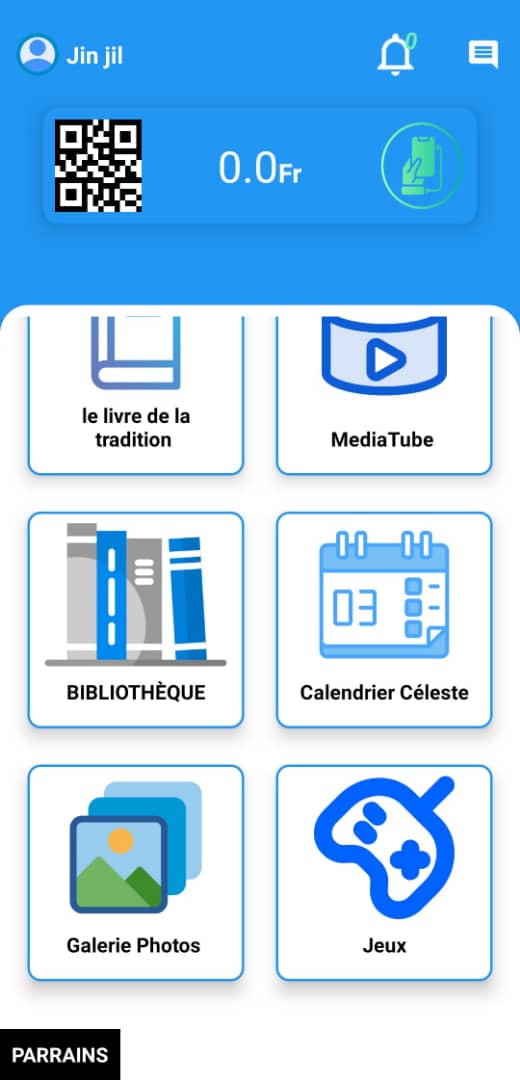 Jin jil
0
0.0Fr
le livre de la
tradition
MediaTube
BIBLIOTHÈQUE
03
Calendrier Céleste
Galerie Photos
Jeux
PARRAINS